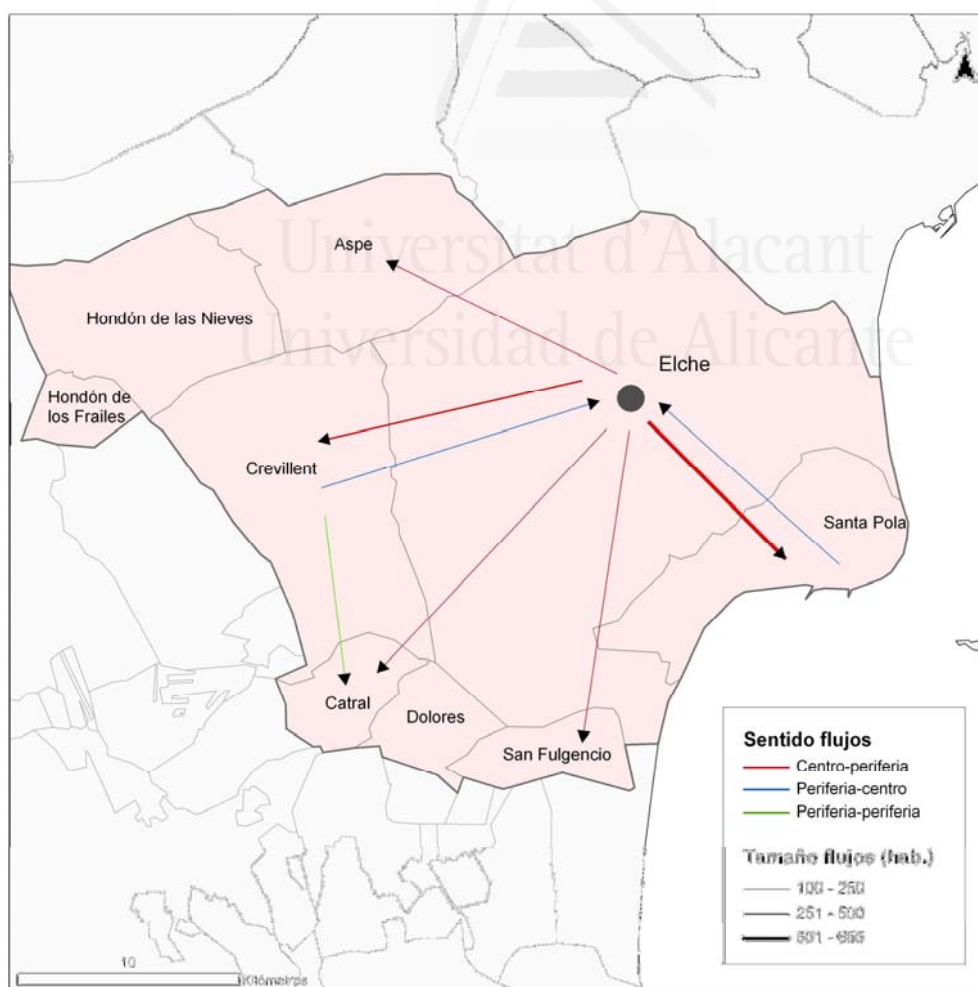 Universitat d'Alacant
Universidad de Alicante
Aspe
Hondón de las Nieves
Elche
Hondón de
los Frailes
Crevillent
Santa Pola
Catral
Dolores
San Fulgencio
Sentido flujos
Centro-periferia
Periferia-centro
Periferia-periferia
Tamaño flujos (hab.)
100 - 250
251 - 500
10
Kilómetros